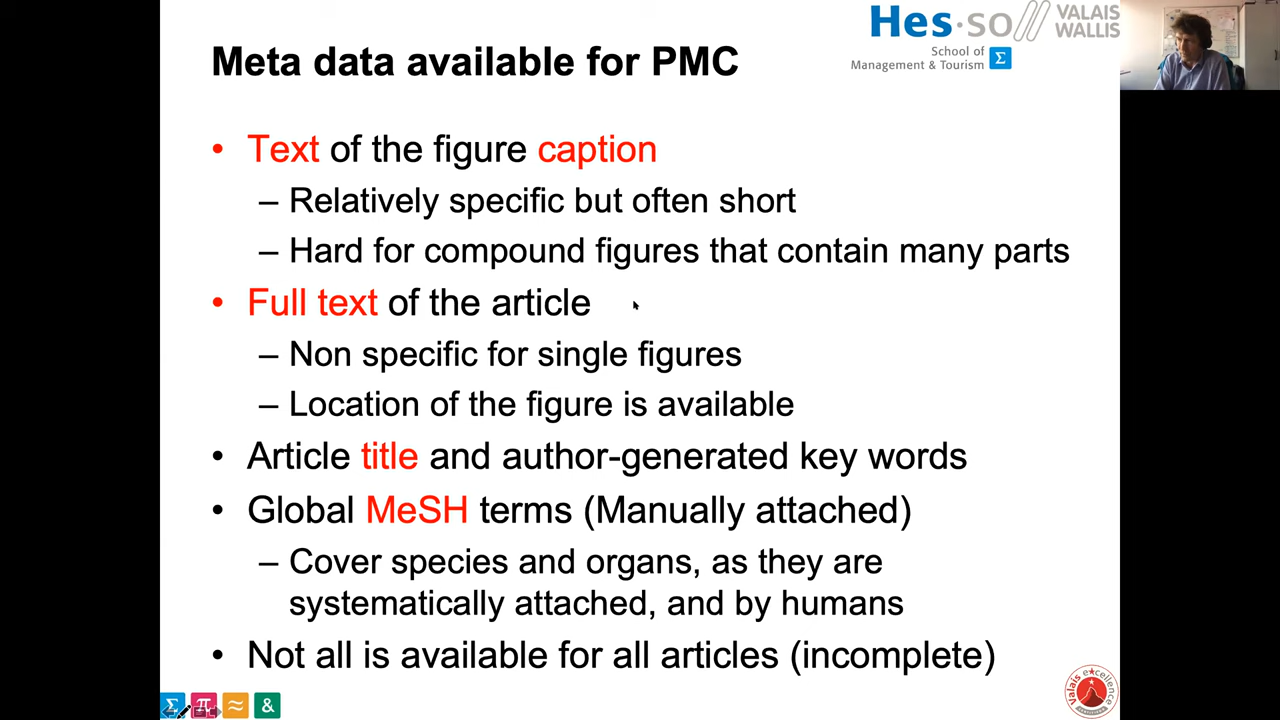 Hes·so
VALAIS
WALLIS
School of
Management & Tourism
Σ
Meta data available for PMC
• Text of the figure caption
– Relatively specific but often short
– Hard for compound figures that contain many parts
• Full text of the article
– Non specific for single figures
– Location of the figure is available
• Article title and author-generated key words
• Global MeSH terms (Manually attached)
– Cover species and organs, as they are
systematically attached, and by humans
• Not all is available for all articles (incomplete)
Σ π ≈ &
Valais excellence